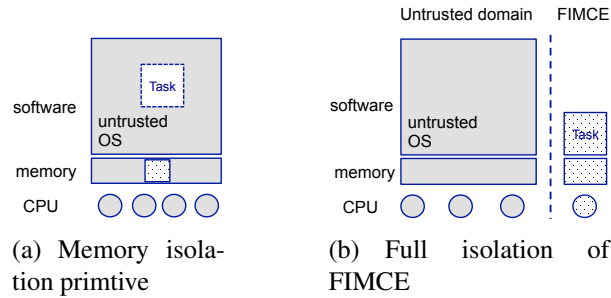 Untrusted domain FIMCE
Task
software
untrusted
OS
memory
CPU
(a) Memory isola-
tion primtive
software
untrusted
OS
Task
memory
CPU
(b) Full isolation of
FIMCE